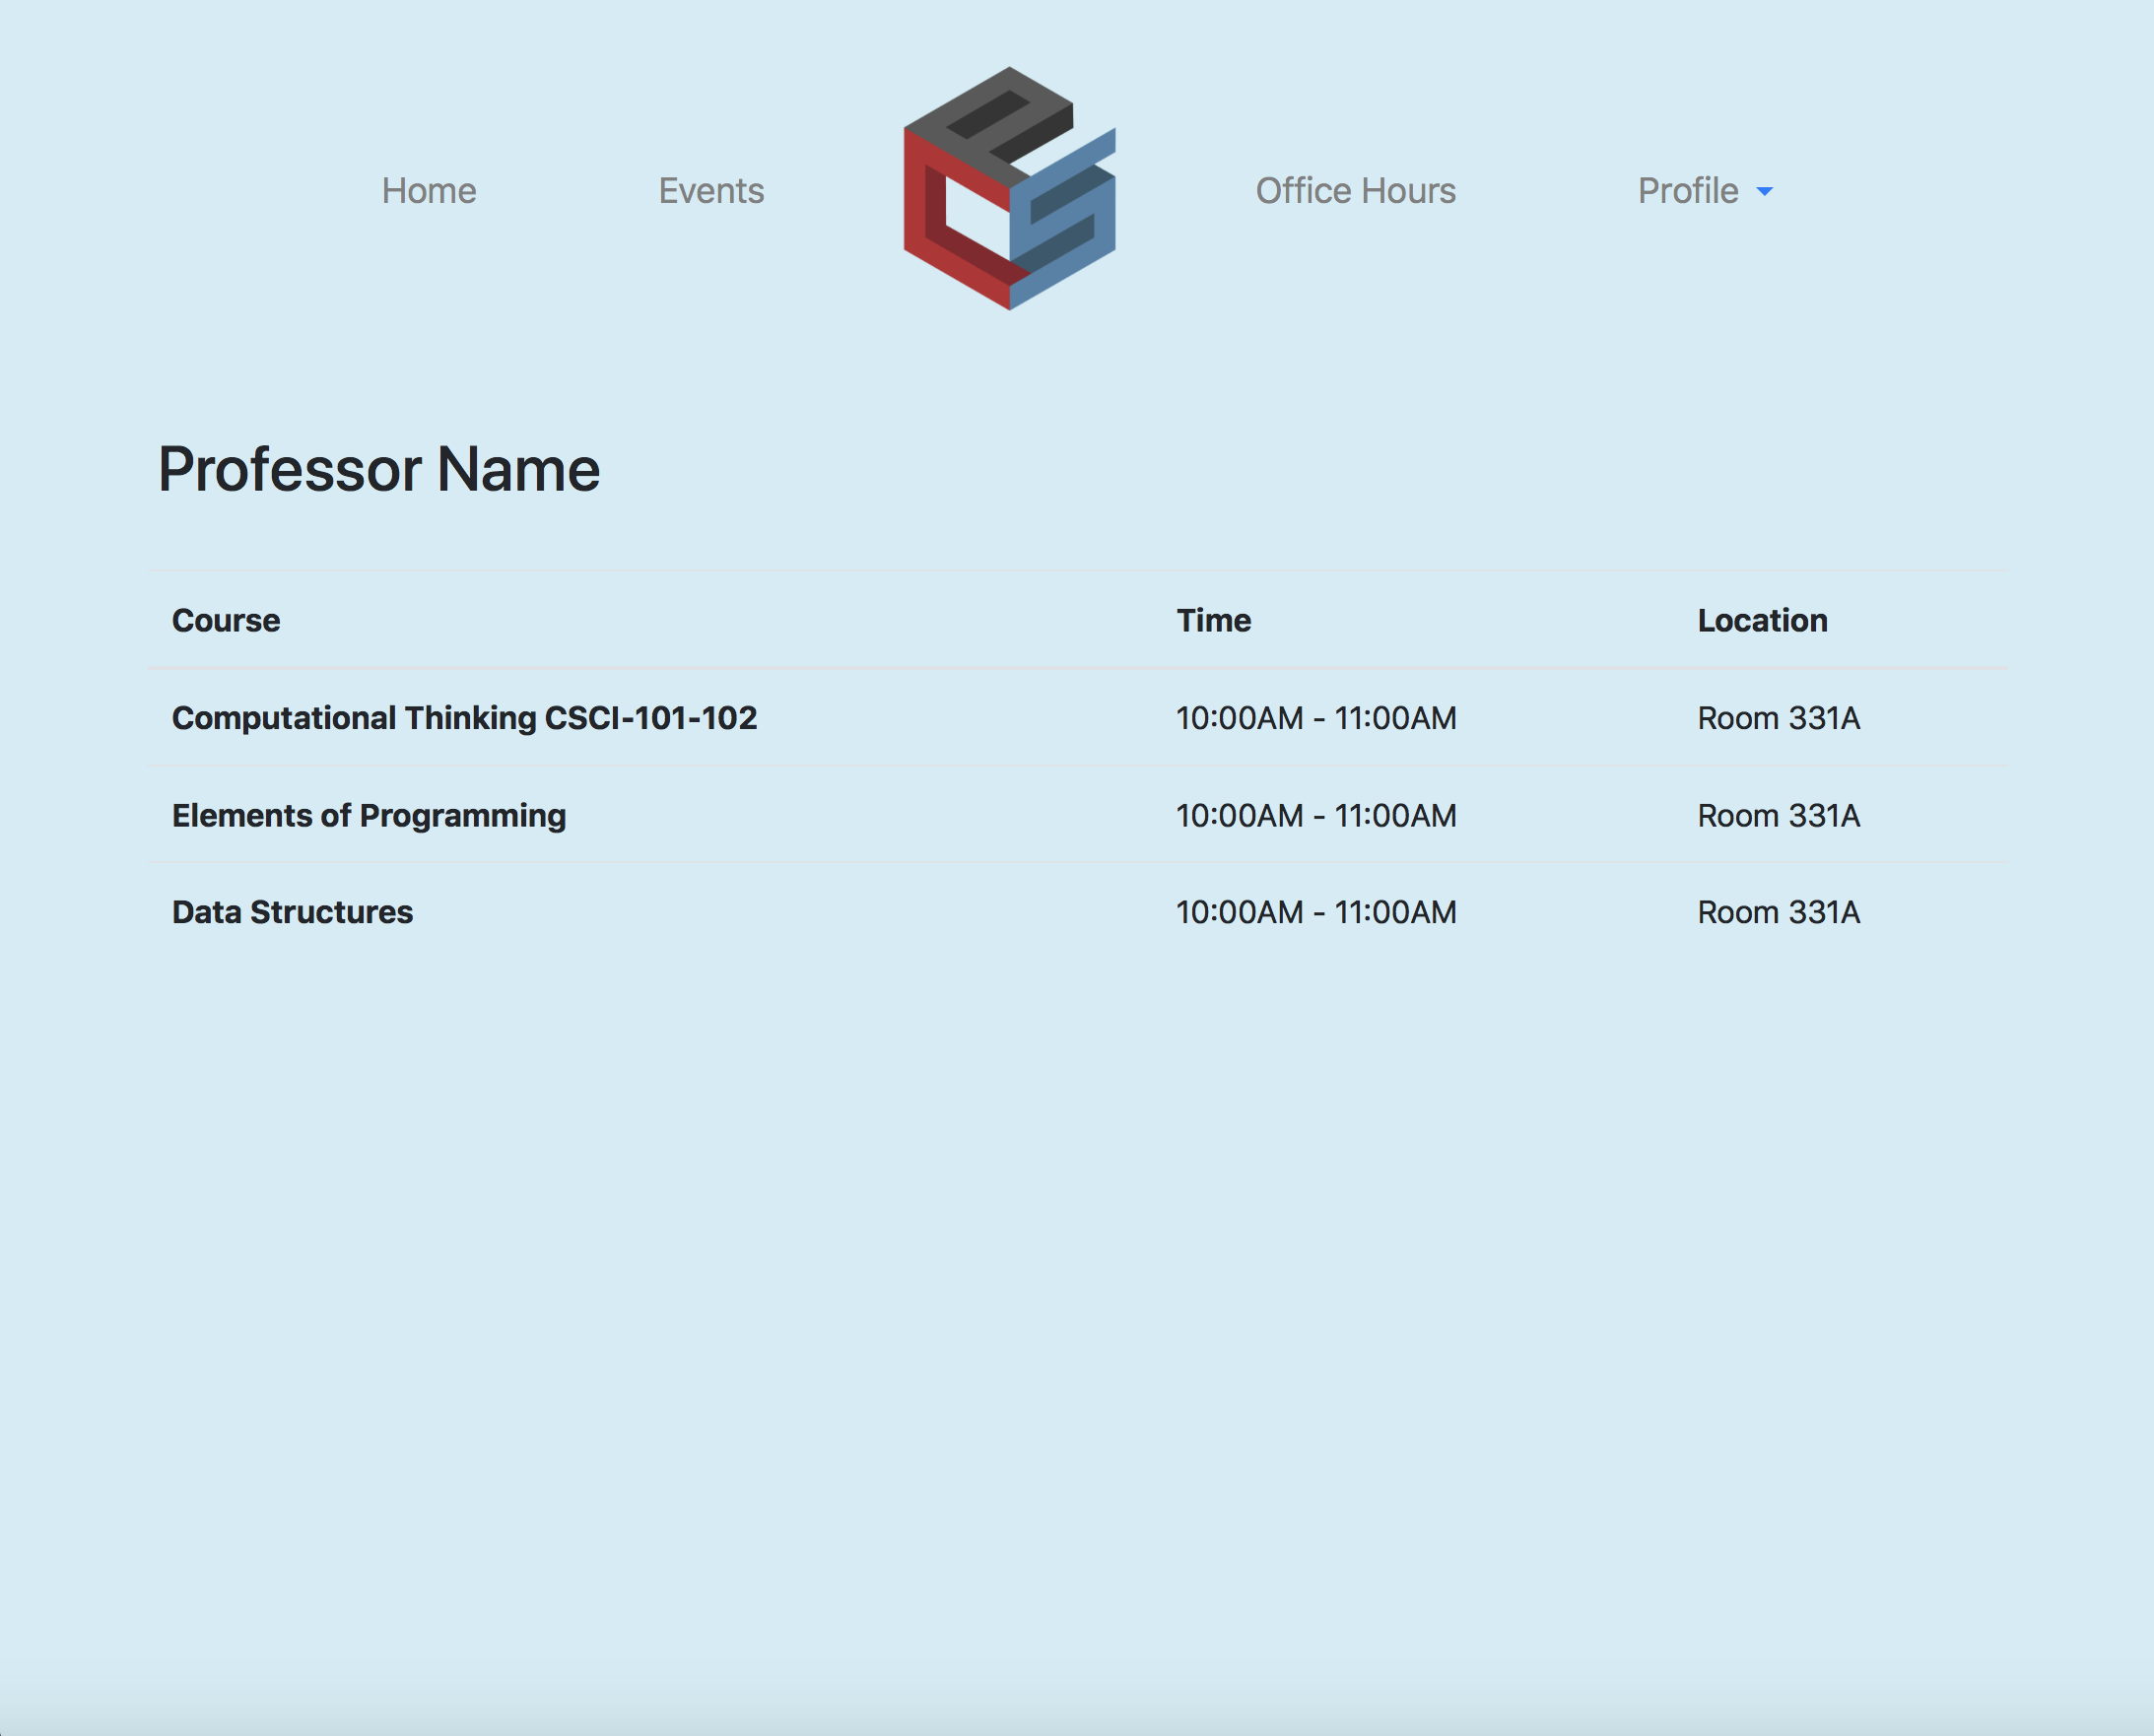 Home Events Office Hours Profile
Professor Name
Course Time Location
Computational Thinking CSCI-101-102 10:00AM - 11:00AM Room 331A
Elements of Programming 10:00AM - 11:00AM Room 331A
Data Structures 10:00AM - 11:00AM Room 331A